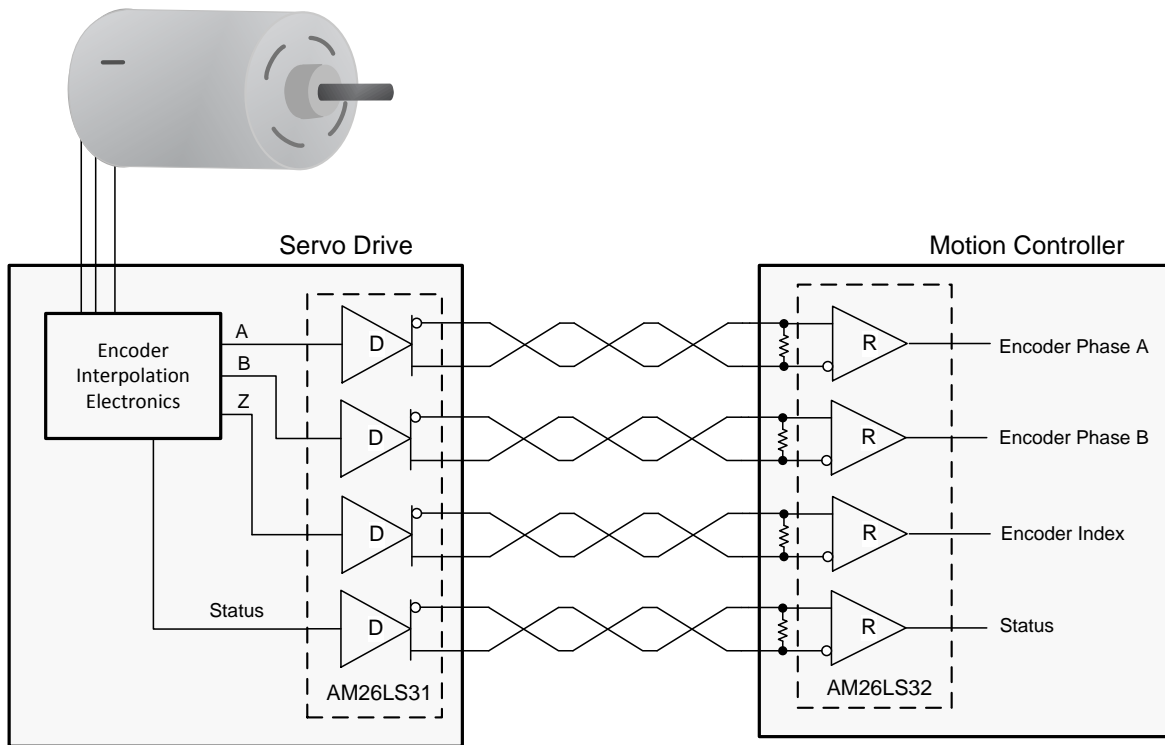 Servo Drive
Motion Controller
Encoder
Interpolation
Electronics
A
B
Z
Status
D
D
D
D
AM26LS31
R
R
R
R
AM26LS32
Encoder Phase A
Encoder Phase B
Encoder Index
Status